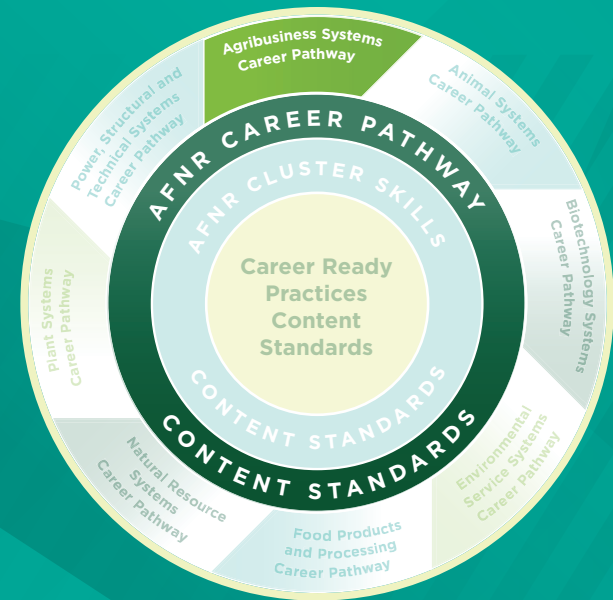 Agribusiness Systems
Career Pathway
Animal Systems
Career Pathway
Biotechnology Systems
Career Pathway
Environmental
Service Systems
Career Pathway
Food Products
and Processing
Career Pathway
Natural Resource
Systems
Career Pathway
Plant Systems
Career Pathway
Power, Structural and
Technical Systems
Career Pathway
AFNR CAREER PATHWAY
CONTENT STANDARDS
AFNR CLUSTER SKILLS
CONTENT STANDARDS
Career Ready
Practices
Content
Standards